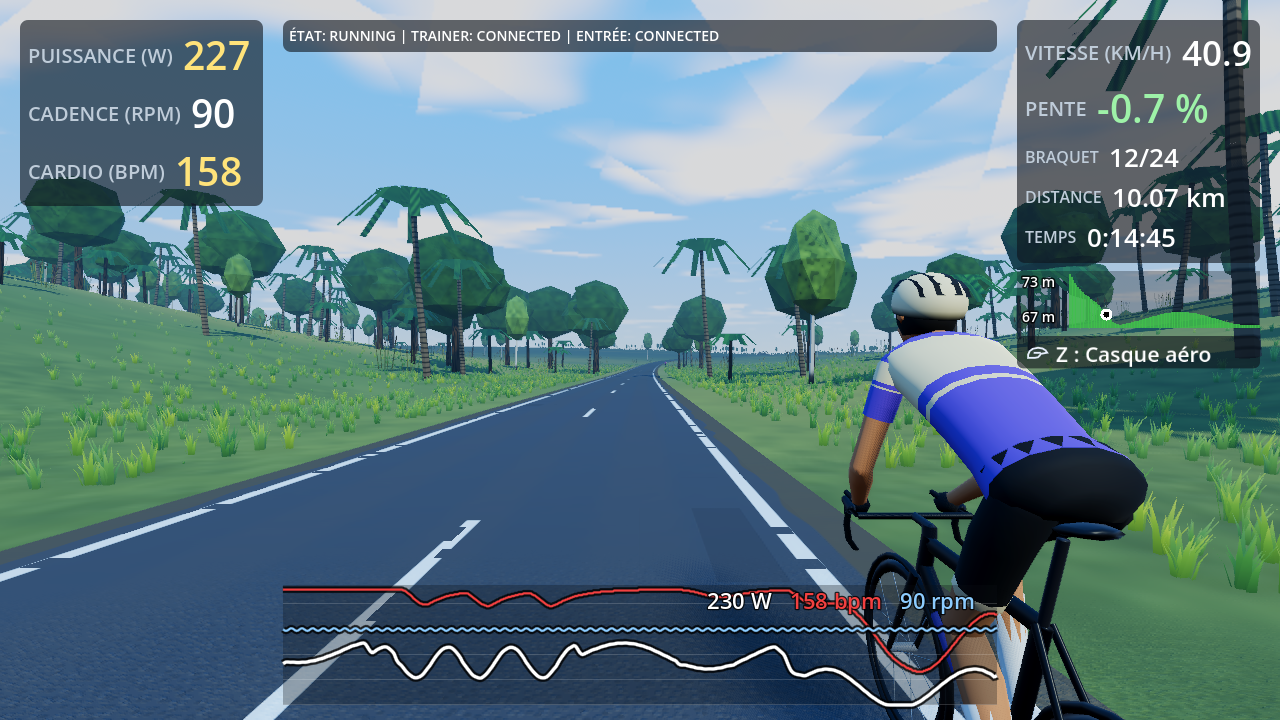 PUISSANCE (W) 227
CADENCE (RPM) 90
CARDIO (BPM) 158
ÉTAT: RUNNING | TRAINER: CONNECTED | ENTRÉE: CONNECTED
VITESSE (KM/H) 40.9
PENTE -0.7 %
BRAQUET 12/24
DISTANCE 10.07 km
TEMPS 0:14:45
73 m
67 m
Z : Casque aéro
230 W 158 bpm 90 rpm